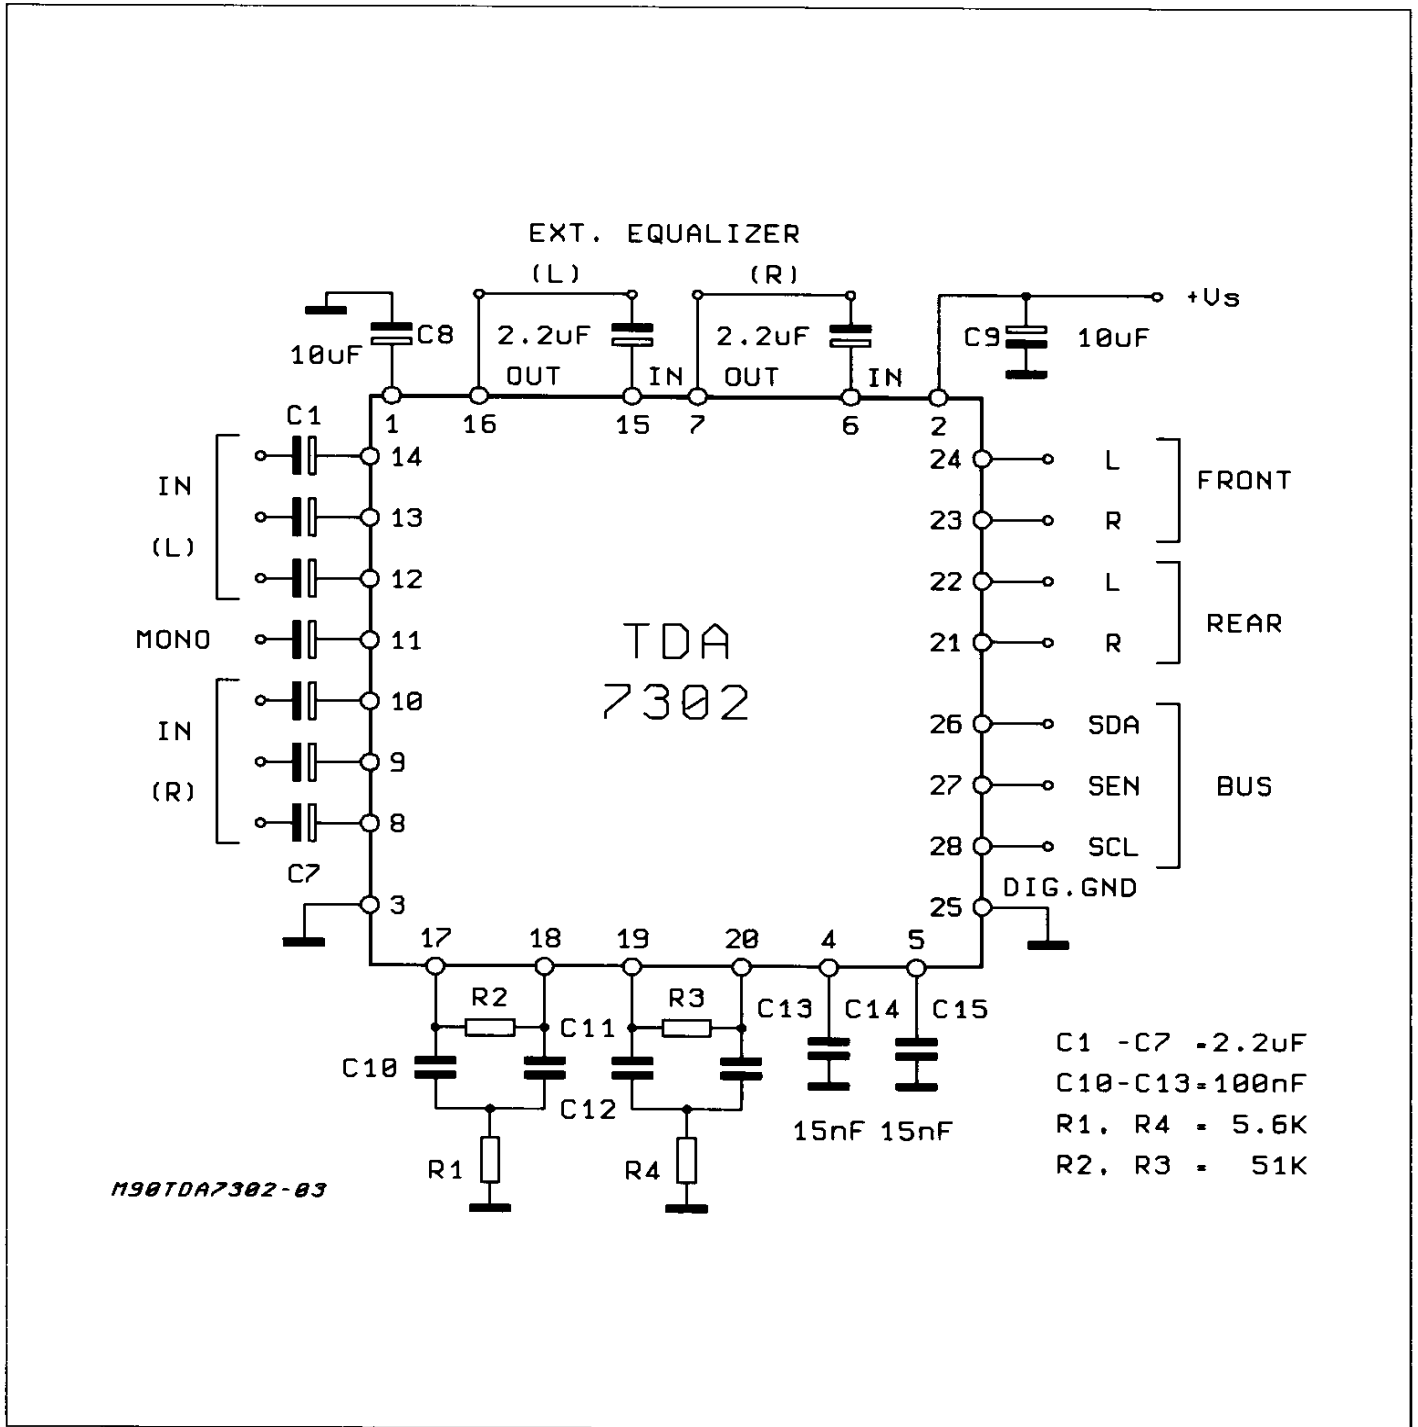 EXT. EQUALIZER
(L) (R)
+Vs
10uF C8 2.2uF 2.2uF C9 10uF
OUT IN OUT IN
C1
1 16 15 7 6 2
14
13
12
11
10
9
8
IN
(L)
MONO
IN
(R)
C7
3
TDA
7302
24 L
23 R
FRONT
22 L
21 R
REAR
26 SDA
27 SEN
28 SCL
BUS
DIG.GND
25
17 18 19 20 4 5
R2 R3
C10 C11 C13 C14 C15
C12
15nF 15nF
R1 R4
C1 -C7 =2.2uF
C10-C13=100nF
R1, R4 = 5.6K
R2, R3 = 51K
M90TDA7302-03